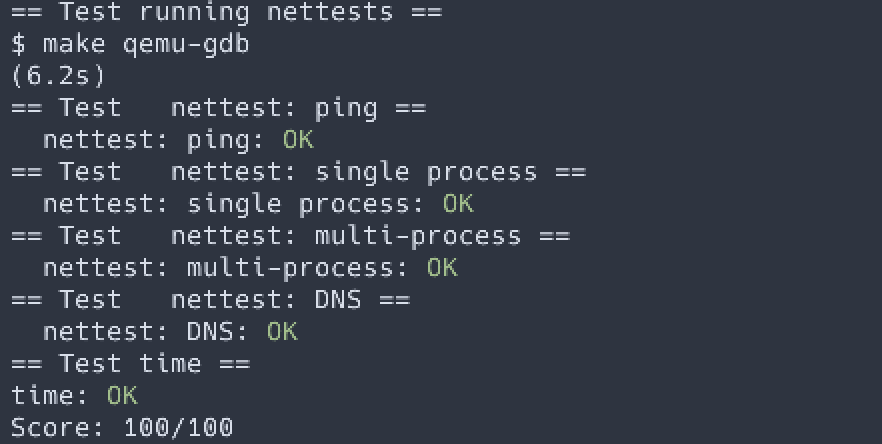 == Test running nettests ==
$ make qemu-gdb
(6.2s)
== Test   nettest: ping ==
  nettest: ping: OK
== Test   nettest: single process ==
  nettest: single process: OK
== Test   nettest: multi-process ==
  nettest: multi-process: OK
== Test   nettest: DNS ==
  nettest: DNS: OK
== Test time ==
time: OK
Score: 100/100